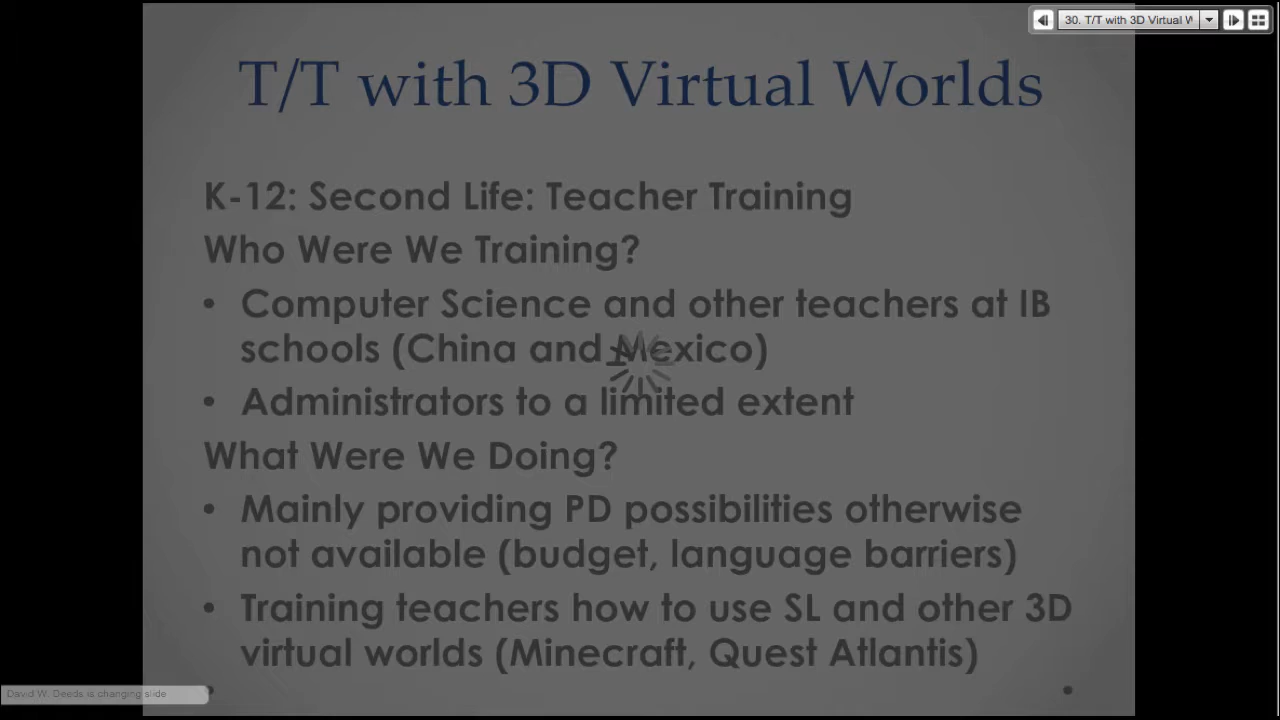 30. T/T with 3D Virtual W
T/T with 3D Virtual Worlds
K-12: Second Life: Teacher Training
Who Were We Training?
• Computer Science and other teachers at IB
schools (China and Mexico)
• Administrators to a limited extent
What Were We Doing?
• Mainly providing PD possibilities otherwise
not available (budget, language barriers)
• Training teachers how to use SL and other 3D
virtual worlds (Minecraft, Quest Atlantis)
David W. Deeds is changing slide